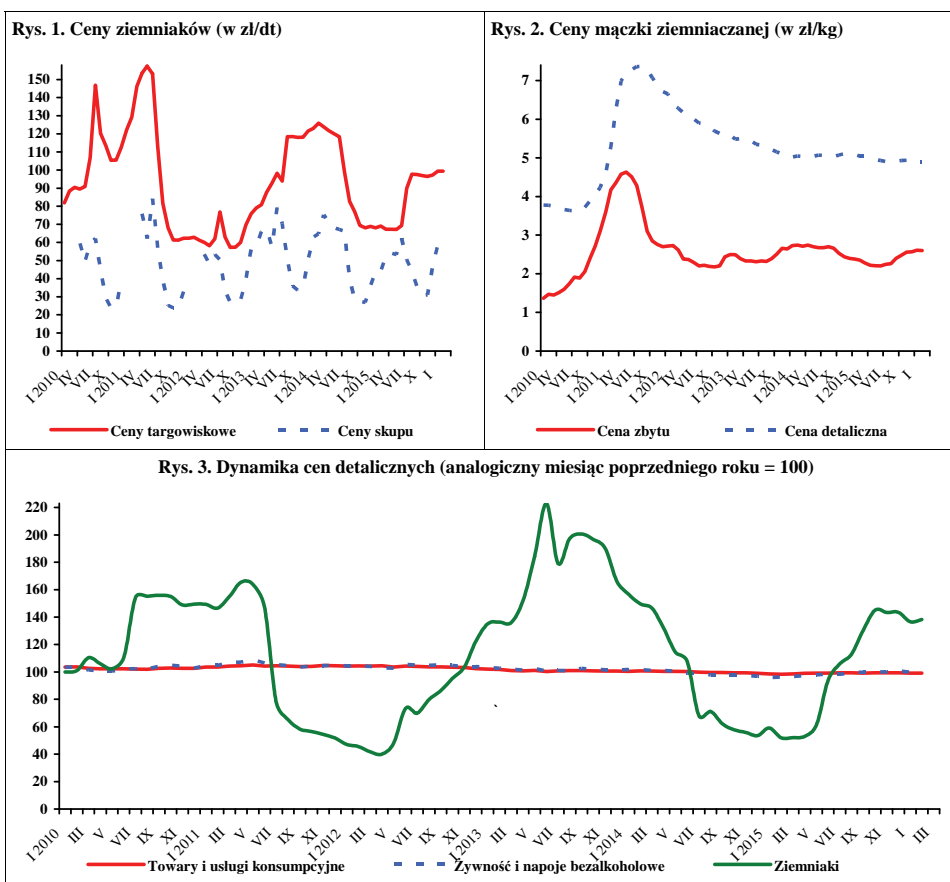 Rys. 1. Ceny ziemniaków (w zł/dt)
150
140
130
120
110
100
90
80
70
60
50
40
30
20
10
0
I 2010
IV
VII
X
I 2011
IV
VII
X
I 2012
IV
VII
X
I 2013
IV
VII
X
I 2014
IV
VII
X
I 2015
IV
VII
X
I
Ceny targowiskowe
Ceny skupu
Rys. 2. Ceny mączki ziemniaczanej (w zł/kg)
7
6
5
4
3
2
1
0
I 2010
IV
VII
X
I 2011
IV
VII
X
I 2012
IV
VII
X
I 2013
IV
VII
X
I 2014
IV
VII
X
I 2015
IV
VII
X
I
Cena zbytu
Cena detaliczna
Rys. 3. Dynamika cen detalicznych (analogiczny miesiąc poprzedniego roku = 100)
220
200
180
160
140
120
100
80
60
40
20
0
I 2010
III
V
VII
IX
XI
I 2011
III
V
VII
IX
XI
I 2012
III
V
VII
IX
XI
I 2013
III
V
VII
IX
XI
I 2014
III
V
VII
IX
XI
I 2015
III
V
VII
IX
XI
I
III
Towary i usługi konsumpcyjne
Żywność i napoje bezalkoholowe
Ziemniaki